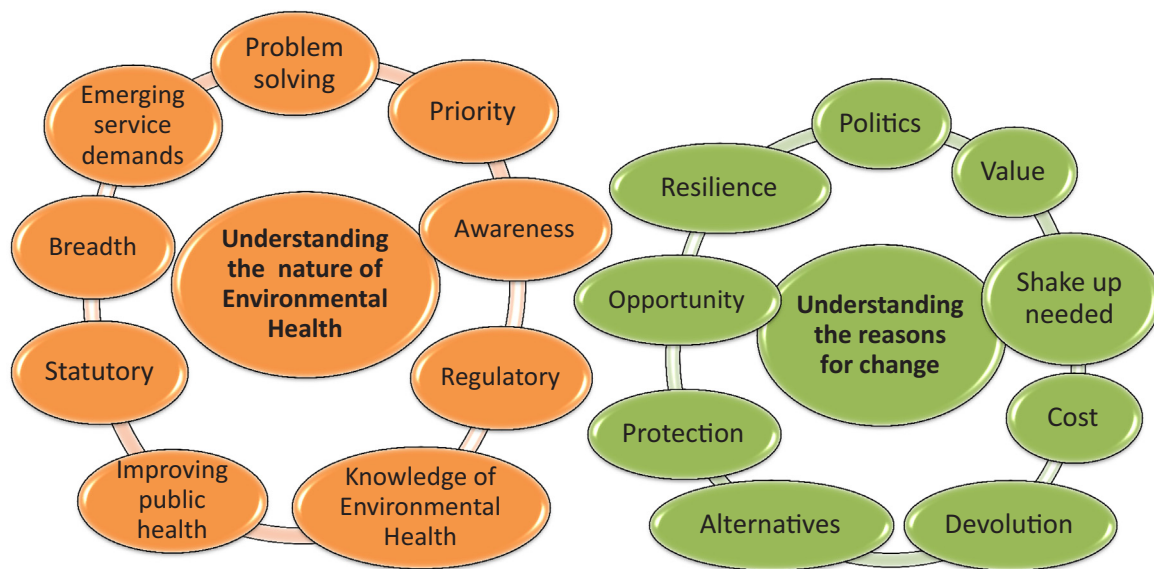 Problem
solving
Priority
Awareness
Regulatory
Knowledge of
Environmental
Health
Improving
public
health
Statutory
Breadth
Emerging
service
demands
Understanding
the nature of
Environmental
Health
Politics
Value
Shake up
needed
Cost
Devolution
Alternatives
Protection
Opportunity
Resilience
Understanding
the reasons
for change